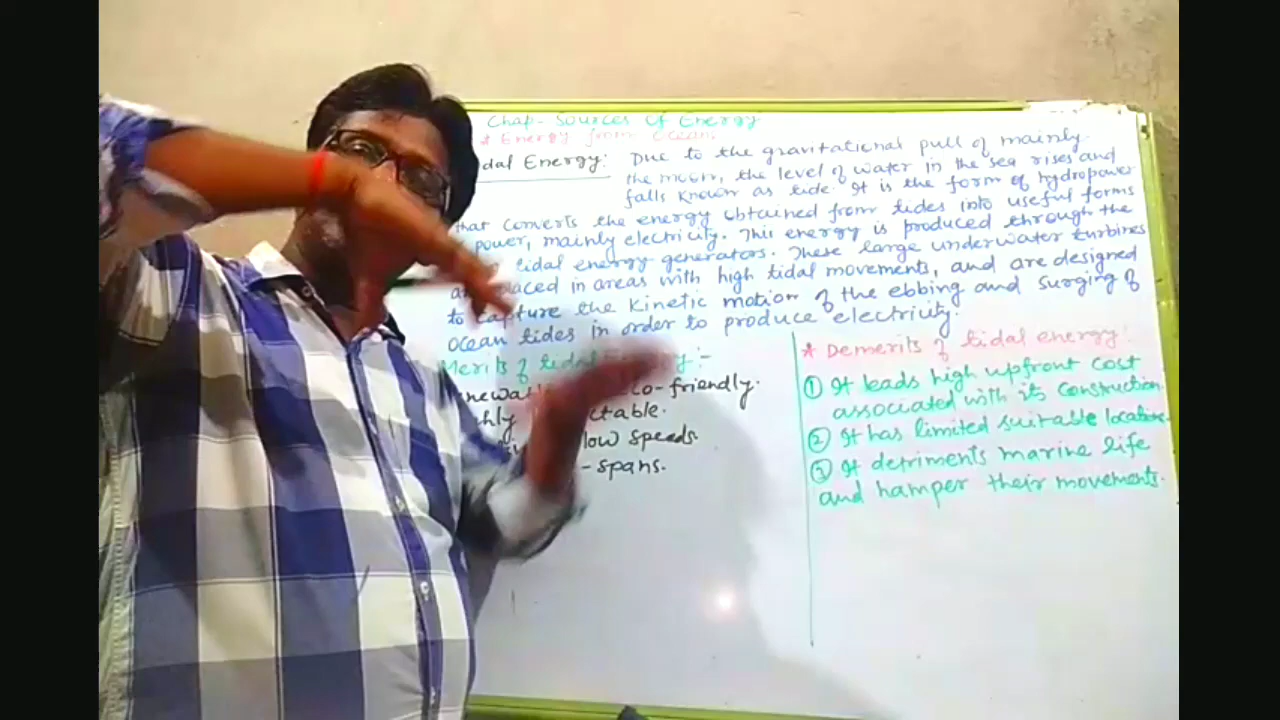 Chap- Sources Of Energy
* Energy from Ocean:
dal Energy: Due to the gravitational pull of mainly
the moon, the level of water in the sea rises and
falls known as tide. It is the form of hydropower
that converts the energy obtained from tides into useful forms
power, mainly electricity. This energy is produced through the
tidal energy generators. These large underwater turbines
are placed in areas with high tidal movements, and are designed
to capture the kinetic motion of the ebbing and surging of
ocean tides in order to produce electricity.
Merits of tidal energy:-
eco-friendly.
low speeds.
-spans.
* Demerits of tidal energy:
① It leads high upfront cost
associated with its construction.
② It has limited suitable locations.
③ It detriments marine life
and hamper their movements.